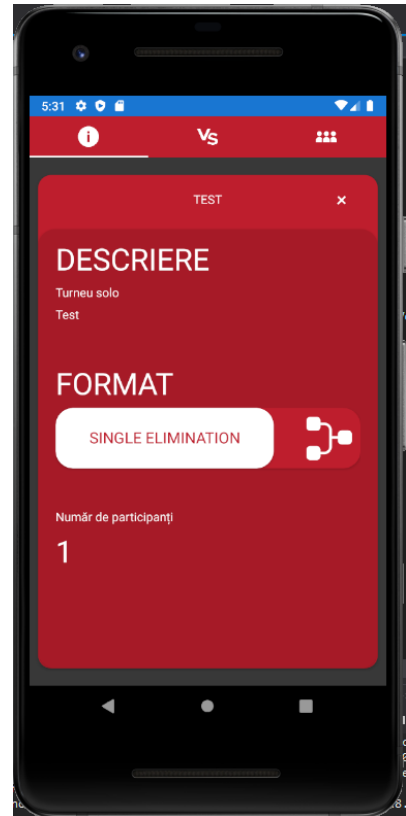 5:31
i
VS
TEST
×
DESCRIERE
Turneu solo
Test
FORMAT
SINGLE ELIMINATION
Număr de participanți
1